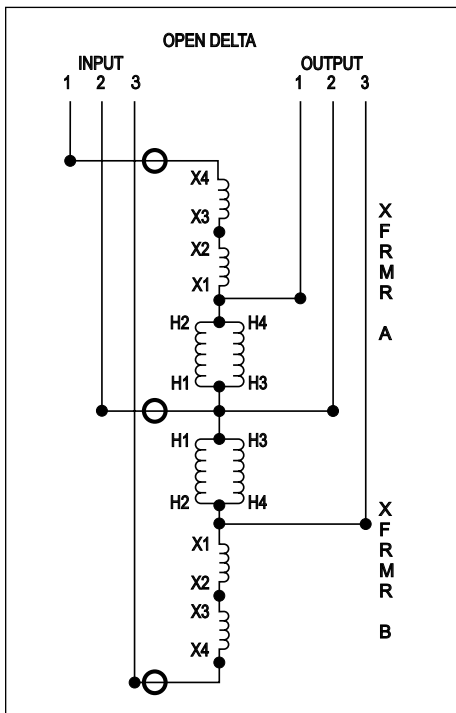 OPEN DELTA
INPUT OUTPUT
1 2 3 1 2 3
X4
X3
X2
X1
H2 H4
H1 H3
H1 H3
H2 H4
X1
X2
X3
X4
XFRMR A
XFRMR B